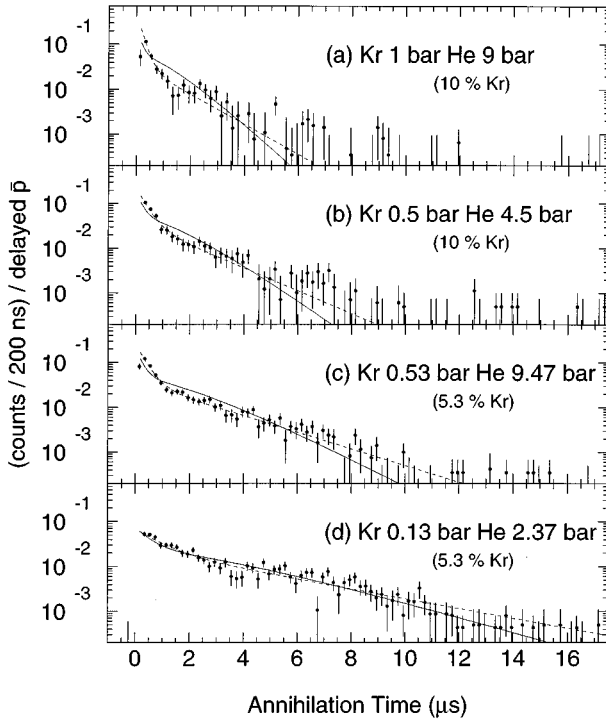 (counts / 200 ns) / delayed p̄
10⁻¹
10⁻²
10⁻³
(a) Kr 1 bar He 9 bar
(10 % Kr)
10⁻¹
10⁻²
10⁻³
(b) Kr 0.5 bar He 4.5 bar
(10 % Kr)
10⁻¹
10⁻²
10⁻³
(c) Kr 0.53 bar He 9.47 bar
(5.3 % Kr)
10⁻¹
10⁻²
10⁻³
(d) Kr 0.13 bar He 2.37 bar
(5.3 % Kr)
0 2 4 6 8 10 12 14 16
Annihilation Time (μs)